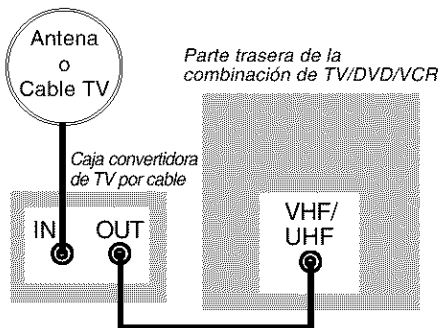 Antena
o
Cable TV
Parte trasera de la
combinación de TV/DVD/VCR
Caja convertidora
de TV por cable
IN
OUT
VHF/
UHF